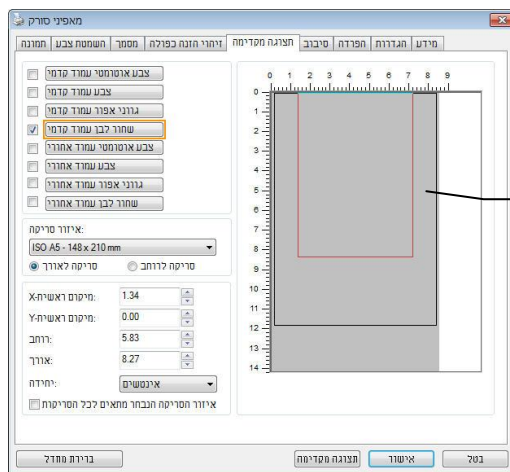 מאפיני סורק
תמונה
השמטת צבע
מסמך
זיהוי הזנה כפולה
תצוגה מקדימה
סיבוב
הפרדה
הגדרות
מידע
צבע אוטומטי עמוד קדמי
צבע עמוד קדמי
גווני אפור עמוד קדמי
שחור לבן עמוד קדמי
צבע אוטומטי עמוד אחורי
צבע עמוד אחורי
גווני אפור עמוד אחורי
שחור לבן עמוד אחורי
איזור סריקה:
ISO A5 - 148 x 210 mm
סריקה לאורך
סריקה לרוחב
מיקום ראשית-X:
1.34
מיקום ראשית-Y:
0.00
רוחב:
5.83
אורך:
8.27
יחידה:
אינטשים
איזור הסריקה הנבחר מתאים לכל הסריקות
0 1 2 3 4 5 6 7 8 9
0
1
2
3
4
5
6
7
8
9
10
11
12
13
14
ברירת מחדל
תצוגה מקדימה
אישור
בטל